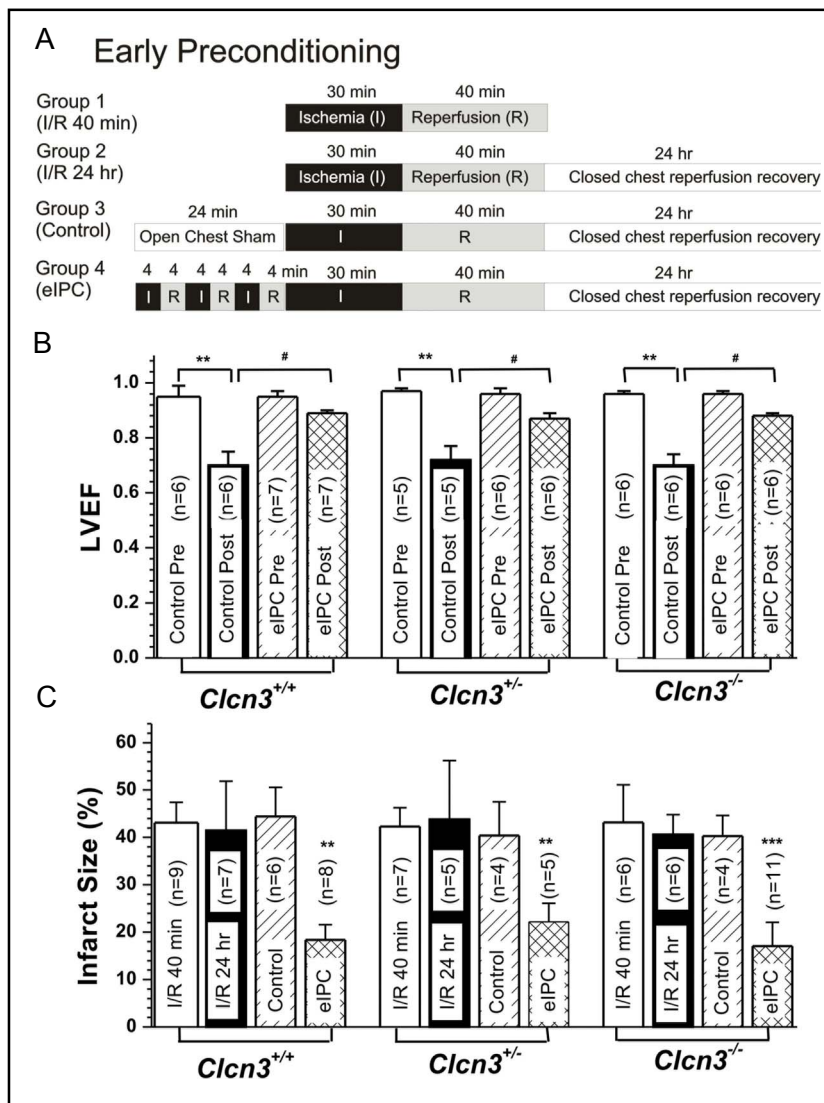 A
Early Preconditioning
30 min 40 min
Group 1
(I/R 40 min)
Ischemia (I) Reperfusion (R)
30 min 40 min 24 hr
Group 2
(I/R 24 hr)
Ischemia (I) Reperfusion (R) Closed chest reperfusion recovery
24 min 30 min 40 min 24 hr
Group 3
(Control)
Open Chest Sham I R Closed chest reperfusion recovery
4 4 4 4 4 4 min 30 min 40 min 24 hr
Group 4
(eIPC)
I R I R I R I R Closed chest reperfusion recovery
B
** # ** # ** #
LVEF
1.0
0.8
0.6
0.4
0.2
0.0
Control Pre (n=6)
Control Post (n=6)
eIPC Pre (n=7)
eIPC Post (n=7)
Control Pre (n=5)
Control Post (n=5)
eIPC Pre (n=6)
eIPC Post (n=6)
Control Pre (n=6)
Control Post (n=6)
eIPC Pre (n=6)
eIPC Post (n=6)
Clcn3+/+ Clcn3+/- Clcn3-/-
C
Infarct Size (%)
60
50
40
30
20
10
0
I/R 40 min (n=9)
I/R 24 hr (n=7)
Control (n=6)
eIPC (n=8) **
I/R 40 min (n=7)
I/R 24 hr (n=5)
Control (n=4)
eIPC (n=5) **
I/R 40 min (n=6)
I/R 24 hr (n=6)
Control (n=4)
eIPC (n=11) ***
Clcn3+/+ Clcn3+/- Clcn3-/-